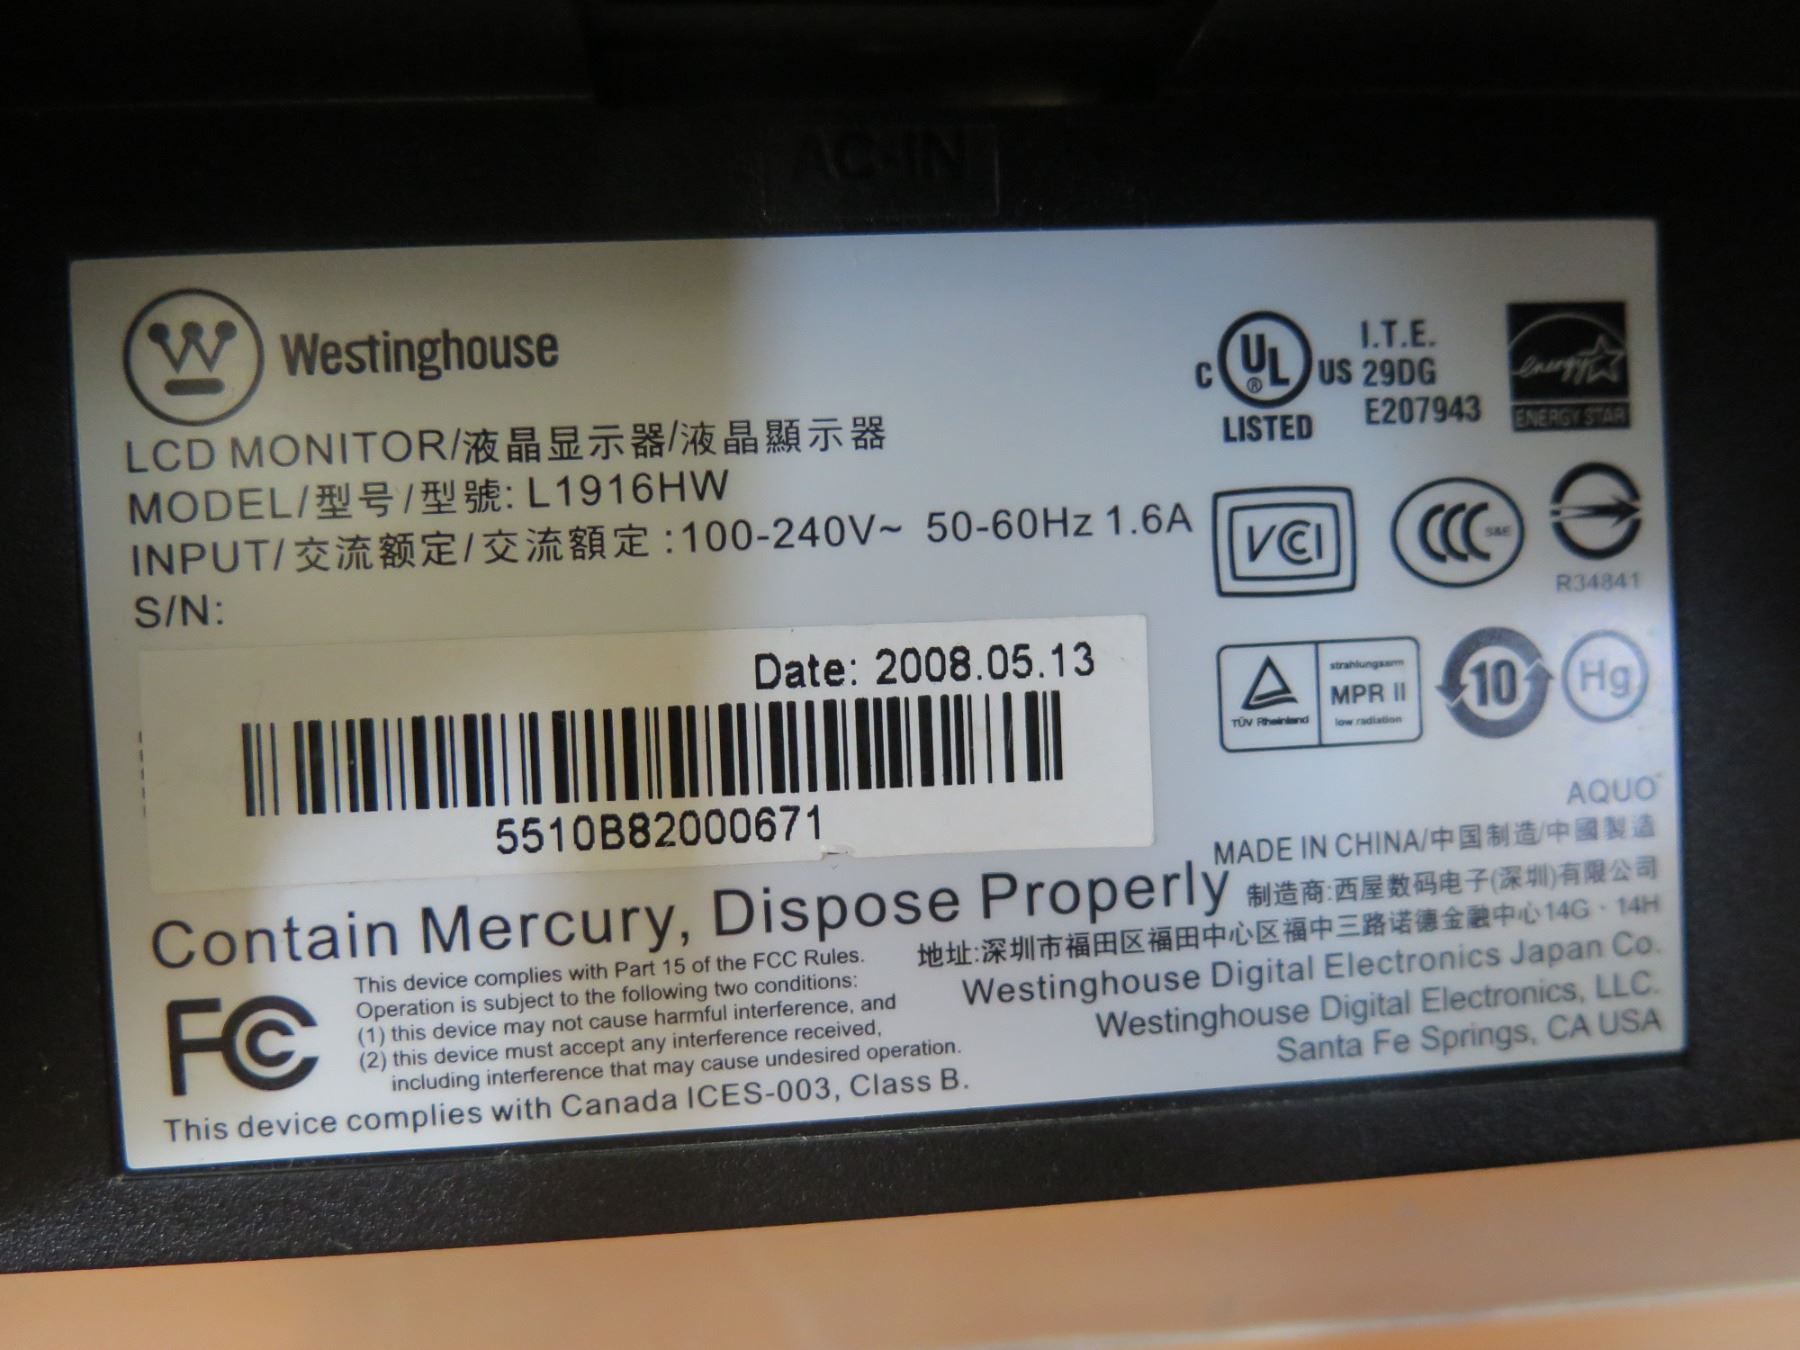 AC-IN
Westinghouse
LCD MONITOR/液晶显示器/液晶顯示器
MODEL/型号/型號: L1916HW
INPUT/交流额定/交流額定 :100-240V~ 50-60Hz 1.6A
S/N:
Date: 2008.05.13
5510B82000671
C UL ® US
LISTED
I.T.E.
29DG
E207943
energy
ENERGY STAR
VCCI
CCC S&E
R34841
TÜV Rheinland
strahlungsarm
MPR II
low radiation
10
Hg
AQUO
MADE IN CHINA/中国制造/中國製造
制造商:西屋数码电子(深圳)有限公司
地址:深圳市福田区福田中心区福中三路诺德金融中心14G·14H
Westinghouse Digital Electronics Japan Co.
Westinghouse Digital Electronics, LLC.
Santa Fe Springs, CA USA
Contain Mercury, Dispose Properly
FC
This device complies with Part 15 of the FCC Rules.
Operation is subject to the following two conditions:
(1) this device may not cause harmful interference, and
(2) this device must accept any interference received,
including interference that may cause undesired operation.
This device complies with Canada ICES-003, Class B.